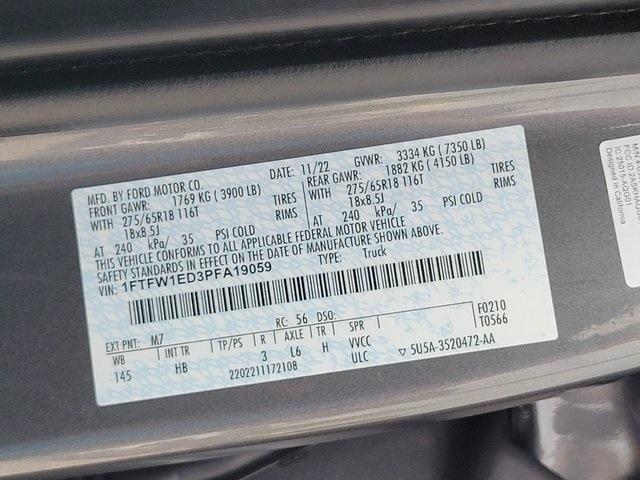 MFD. BY FORD MOTOR CO.
DATE: 11/22 GVWR: 3334 KG (7350 LB)
FRONT GAWR: 1769 KG (3900 LB)
REAR GAWR: 1882 KG (4150 LB)
WITH 275/65R18 116T TIRES
275/65R18 116T TIRES
18x8.5J RIMS
18x8.5J RIMS
AT 240 kPa/ 35 PSI COLD
AT 240 kPa/ 35 PSI COLD
THIS VEHICLE CONFORMS TO ALL APPLICABLE FEDERAL MOTOR VEHICLE
SAFETY STANDARDS IN EFFECT ON THE DATE OF MANUFACTURE SHOWN ABOVE.
VIN: 1FTFW1ED3PFA19059
TYPE: Truck
EXT PNT: M7 RC: 56 DSO:
WB INT TR TP/PS R AXLE TR SPR
145 HB 3 L6 H VVCC
ULC
2202211172108
F0210
T0566
5U5A-3520472-AA
FCC ID:
Designed in California